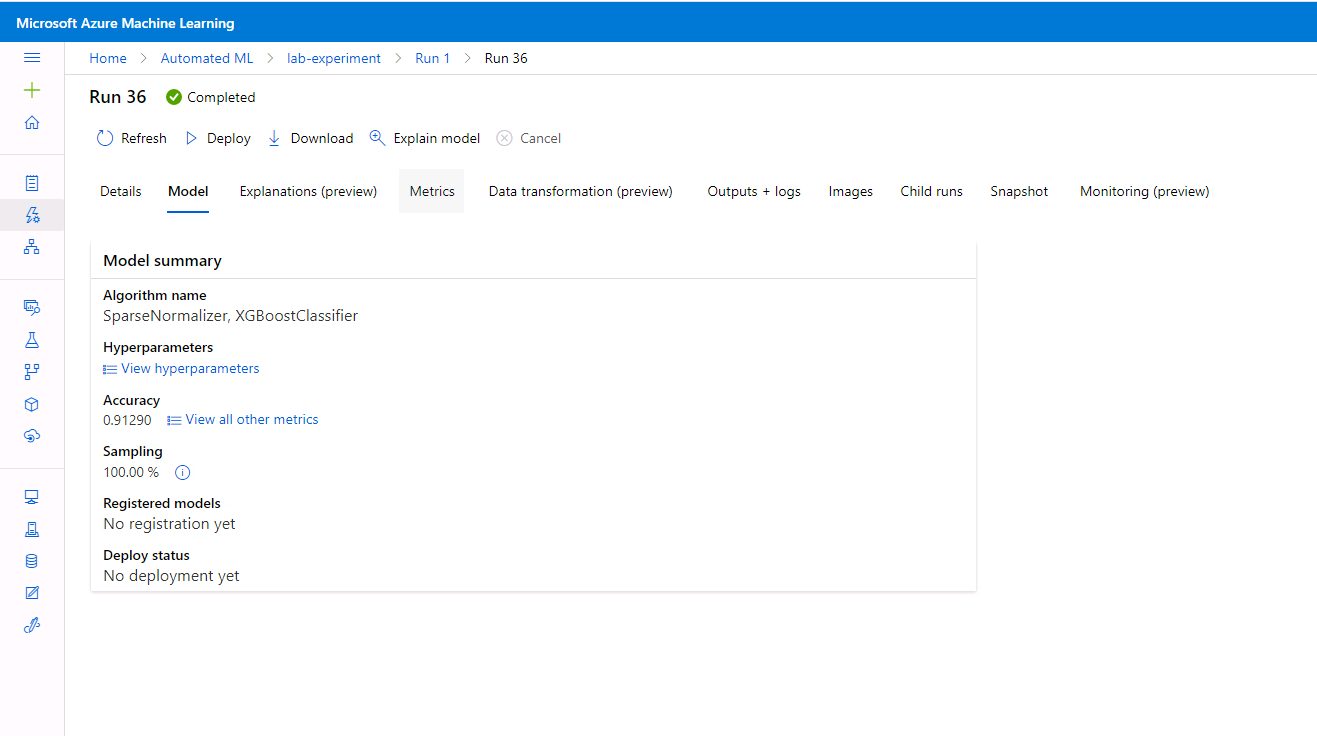 Microsoft Azure Machine Learning
Home > Automated ML > lab-experiment > Run 1 > Run 36
Run 36 Completed
Refresh Deploy Download Explain model Cancel
Details Model Explanations (preview) Metrics Data transformation (preview) Outputs + logs Images Child runs Snapshot Monitoring (preview)
Model summary
Algorithm name
SparseNormalizer, XGBoostClassifier
Hyperparameters
View hyperparameters
Accuracy
0.91290 View all other metrics
Sampling
100.00 %
Registered models
No registration yet
Deploy status
No deployment yet